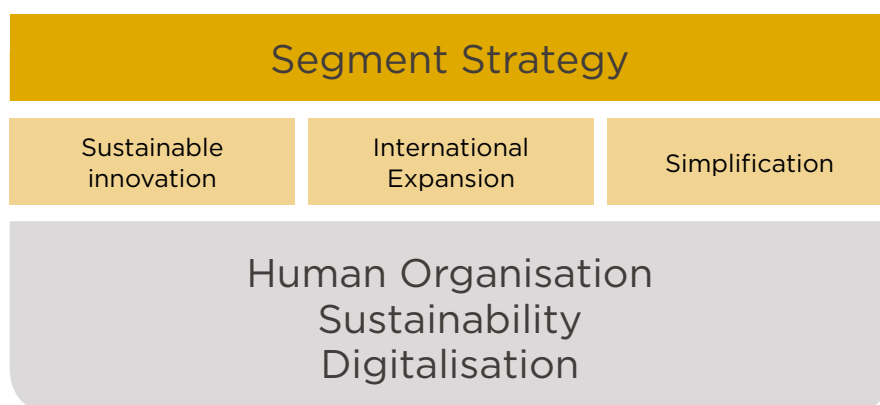 Segment Strategy
Sustainable
innovation
International
Expansion
Simplification
Human Organisation
Sustainability
Digitalisation